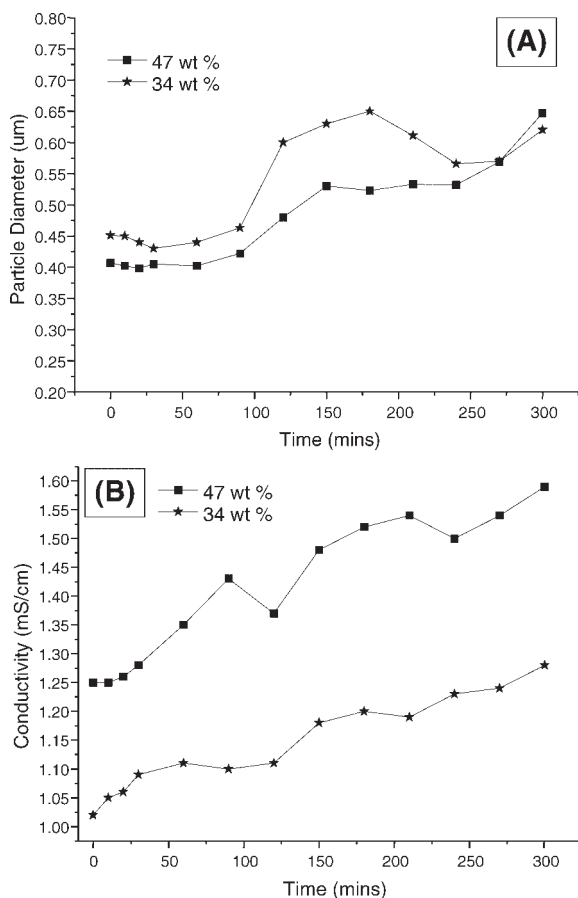 (A)
47 wt %
34 wt %
0.80
0.75
0.70
0.65
0.60
0.55
0.50
0.45
0.40
0.35
0.30
0.25
0.20
Particle Diameter (um)
0 50 100 150 200 250 300
Time (mins)
(B)
47 wt %
34 wt %
1.60
1.55
1.50
1.45
1.40
1.35
1.30
1.25
1.20
1.15
1.10
1.05
1.00
Conductivity (mS/cm)
0 50 100 150 200 250 300
Time (mins)